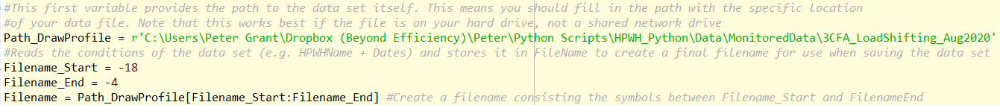 #This first variable provides the path to the data set itself. This means you should fill in the path with the specific location
#of your data file. Note that this works best if the file is on your hard drive, not a shared network drive
Path_DrawProfile = r'C:\Users\Peter Grant\Dropbox (Beyond Efficiency)\Peter\Python Scripts\HPWH_Python\Data\MonitoredData\3CFA_LoadShifting_Aug2020'
#Reads the conditions of the data set (e.g. HPWHName + Dates) and stores it in FileName to create a final filename for use when saving the data set
Filename_Start = -18
Filename_End = -4
Filename = Path_DrawProfile[Filename_Start:Filename_End] #Create a filename consisting the symbols between Filename_Start and FilenameEnd